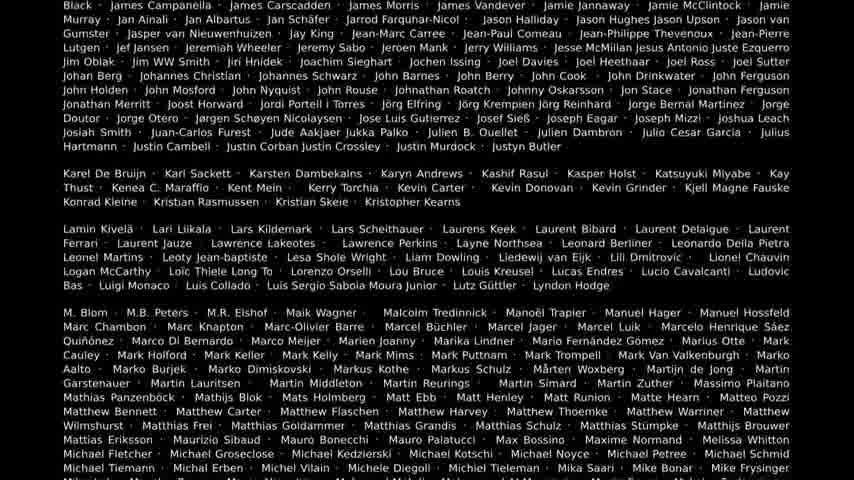 Black · James Campanella · James Carscadden · James Morris · James Vandever · Jamie Jannaway · Jamie McClintock · Jamie
Murray · Jan Ainali · Jan Albartus · Jan Schäfer · Jarrod Farquhar-Nicol · Jason Halliday · Jason Hughes Jason Upson · Jason van
Gumster · Jasper van Nieuwenhuizen · Jay King · Jean-Marc Carree · Jean-Paul Comeau · Jean-Philippe Thevenoux · Jean-Pierre
Lutgen · Jef Jansen · Jeremiah Wheeler · Jeremy Sabo · Jeroen Mank · Jerry Williams · Jesse McMilan Jesus Antonio Juste Ezquerro
Jim Oblak · Jim WW Smith · Jiri Hnidek · Joachim Sieghart · Jochen Issing · Joel Davies · Joel Heethaar · Joel Ross · Joel Sutter
Johan Berg · Johannes Christian · Johannes Schwarz · John Barnes · John Berry · John Cook · John Drinkwater · John Ferguson
John Holden · John Mosford · John Nyquist · John Rouse · Johnathan Roatch · Johnny Oskarsson · Jon Stace · Jonathan Ferguson
Jonathan Merritt · Joost Horward · Jordi Portell i Torres · Jörg Elfring · Jörg Krempien Jörg Reinhard · Jorge Bernal Martinez · Jorge
Doutor · Jorge Otero · Jørgen Schøyen Nicolaysen · Jose Luis Gutierrez · Josef Sieß · Joseph Eagar · Joseph Mizzi · Joshua Leach
Josiah Smith · Juan-Carlos Furest · Jude Aakjaer Jukka Palko · Julien B. Ouellet · Julien Dambron · Julio Cesar Garcia · Julius
Hartmann · Justin Cambell · Justin Corban Justin Crossley · Justin Murdock · Justyn Butler
Karel De Bruijn · Karl Sackett · Karsten Dambekalns · Karyn Andrews · Kashif Rasul · Kasper Holst · Katsuyuki Miyabe · Kay
Thust · Kenea C. Maraffio · Kent Mein · Kerry Torchia · Kevin Carter · Kevin Donovan · Kevin Grinder · Kjell Magne Fauske
Konrad Kleine · Kristian Rasmussen · Kristian Skeie · Kristopher Kearns
Lamin Kivelä · Lari Liikala · Lars Kildemark · Lars Scheithauer · Laurens Keek · Laurent Bibard · Laurent Delaigue · Laurent
Ferrari · Laurent Jauze · Lawrence Lakeotes · Lawrence Perkins · Layne Northsea · Leonard Berliner · Leonardo Della Pietra
Leonel Martins · Leoty Jean-baptiste · Lesa Shole Wright · Liam Dowling · Liedewij van Eijk · Lili Dmitrovic · Lionel Chauvin
Logan McCarthy · Loïc Thiele Long To · Lorenzo Orselli · Lou Bruce · Louis Kreusel · Lucas Endres · Lucio Cavalcanti · Ludovic
Bas · Luigi Monaco · Luis Collado · Luis Sergio Saboia Moura Junior · Lutz Güttler · Lyndon Hodge
M. Blom · M.B. Peters · M.R. Elshof · Maik Wagner · Malcolm Tredinnick · Manoël Trapier · Manuel Hager · Manuel Hossfeld
Marc Chambon · Marc Knapton · Marc-Olivier Barre · Marcel Büchler · Marcel Jager · Marcel Luik · Marcelo Henrique Sáez
Quiñónez · Marco Di Bernardo · Marco Meijer · Marien Joanny · Marika Lindner · Mario Fernández Gómez · Marius Otte · Mark
Cauley · Mark Holford · Mark Keller · Mark Kelly · Mark Mims · Mark Puttnam · Mark Trompell · Mark Van Valkenburgh · Marko
Aalto · Marko Burjek · Marko Dimiskovski · Markus Kothe · Markus Schulz · Mårten Woxberg · Martijn de Jong · Martin
Garstenauer · Martin Lauritsen · Martin Middleton · Martin Reurings · Martin Simard · Martin Zuther · Massimo Plaitano
Mathias Panzenböck · Mathijs Blok · Mats Holmberg · Matt Ebb · Matt Henley · Matt Runion · Matte Hearn · Matteo Pozzi
Matthew Bennett · Matthew Carter · Matthew Flaschen · Matthew Harvey · Matthew Thoemke · Matthew Warriner · Matthew
Wilmshurst · Matthias Frei · Matthias Goldammer · Matthias Grandis · Matthias Schulz · Matthias Stümpke · Matthijs Brouwer
Mattias Eriksson · Maurizio Sibaud · Mauro Bonecchi · Mauro Palatucci · Max Bossino · Maxime Normand · Melissa Whitton
Michael Fletcher · Michael Groseclose · Michael Kedzierski · Michael Kotschi · Michael Noyce · Michael Petree · Michael Schmid
Michael Tiemann · Michal Erben · Michel Vilain · Michele Diegoli · Michiel Tieleman · Mika Saari · Mike Bonar · Mike Frysinger